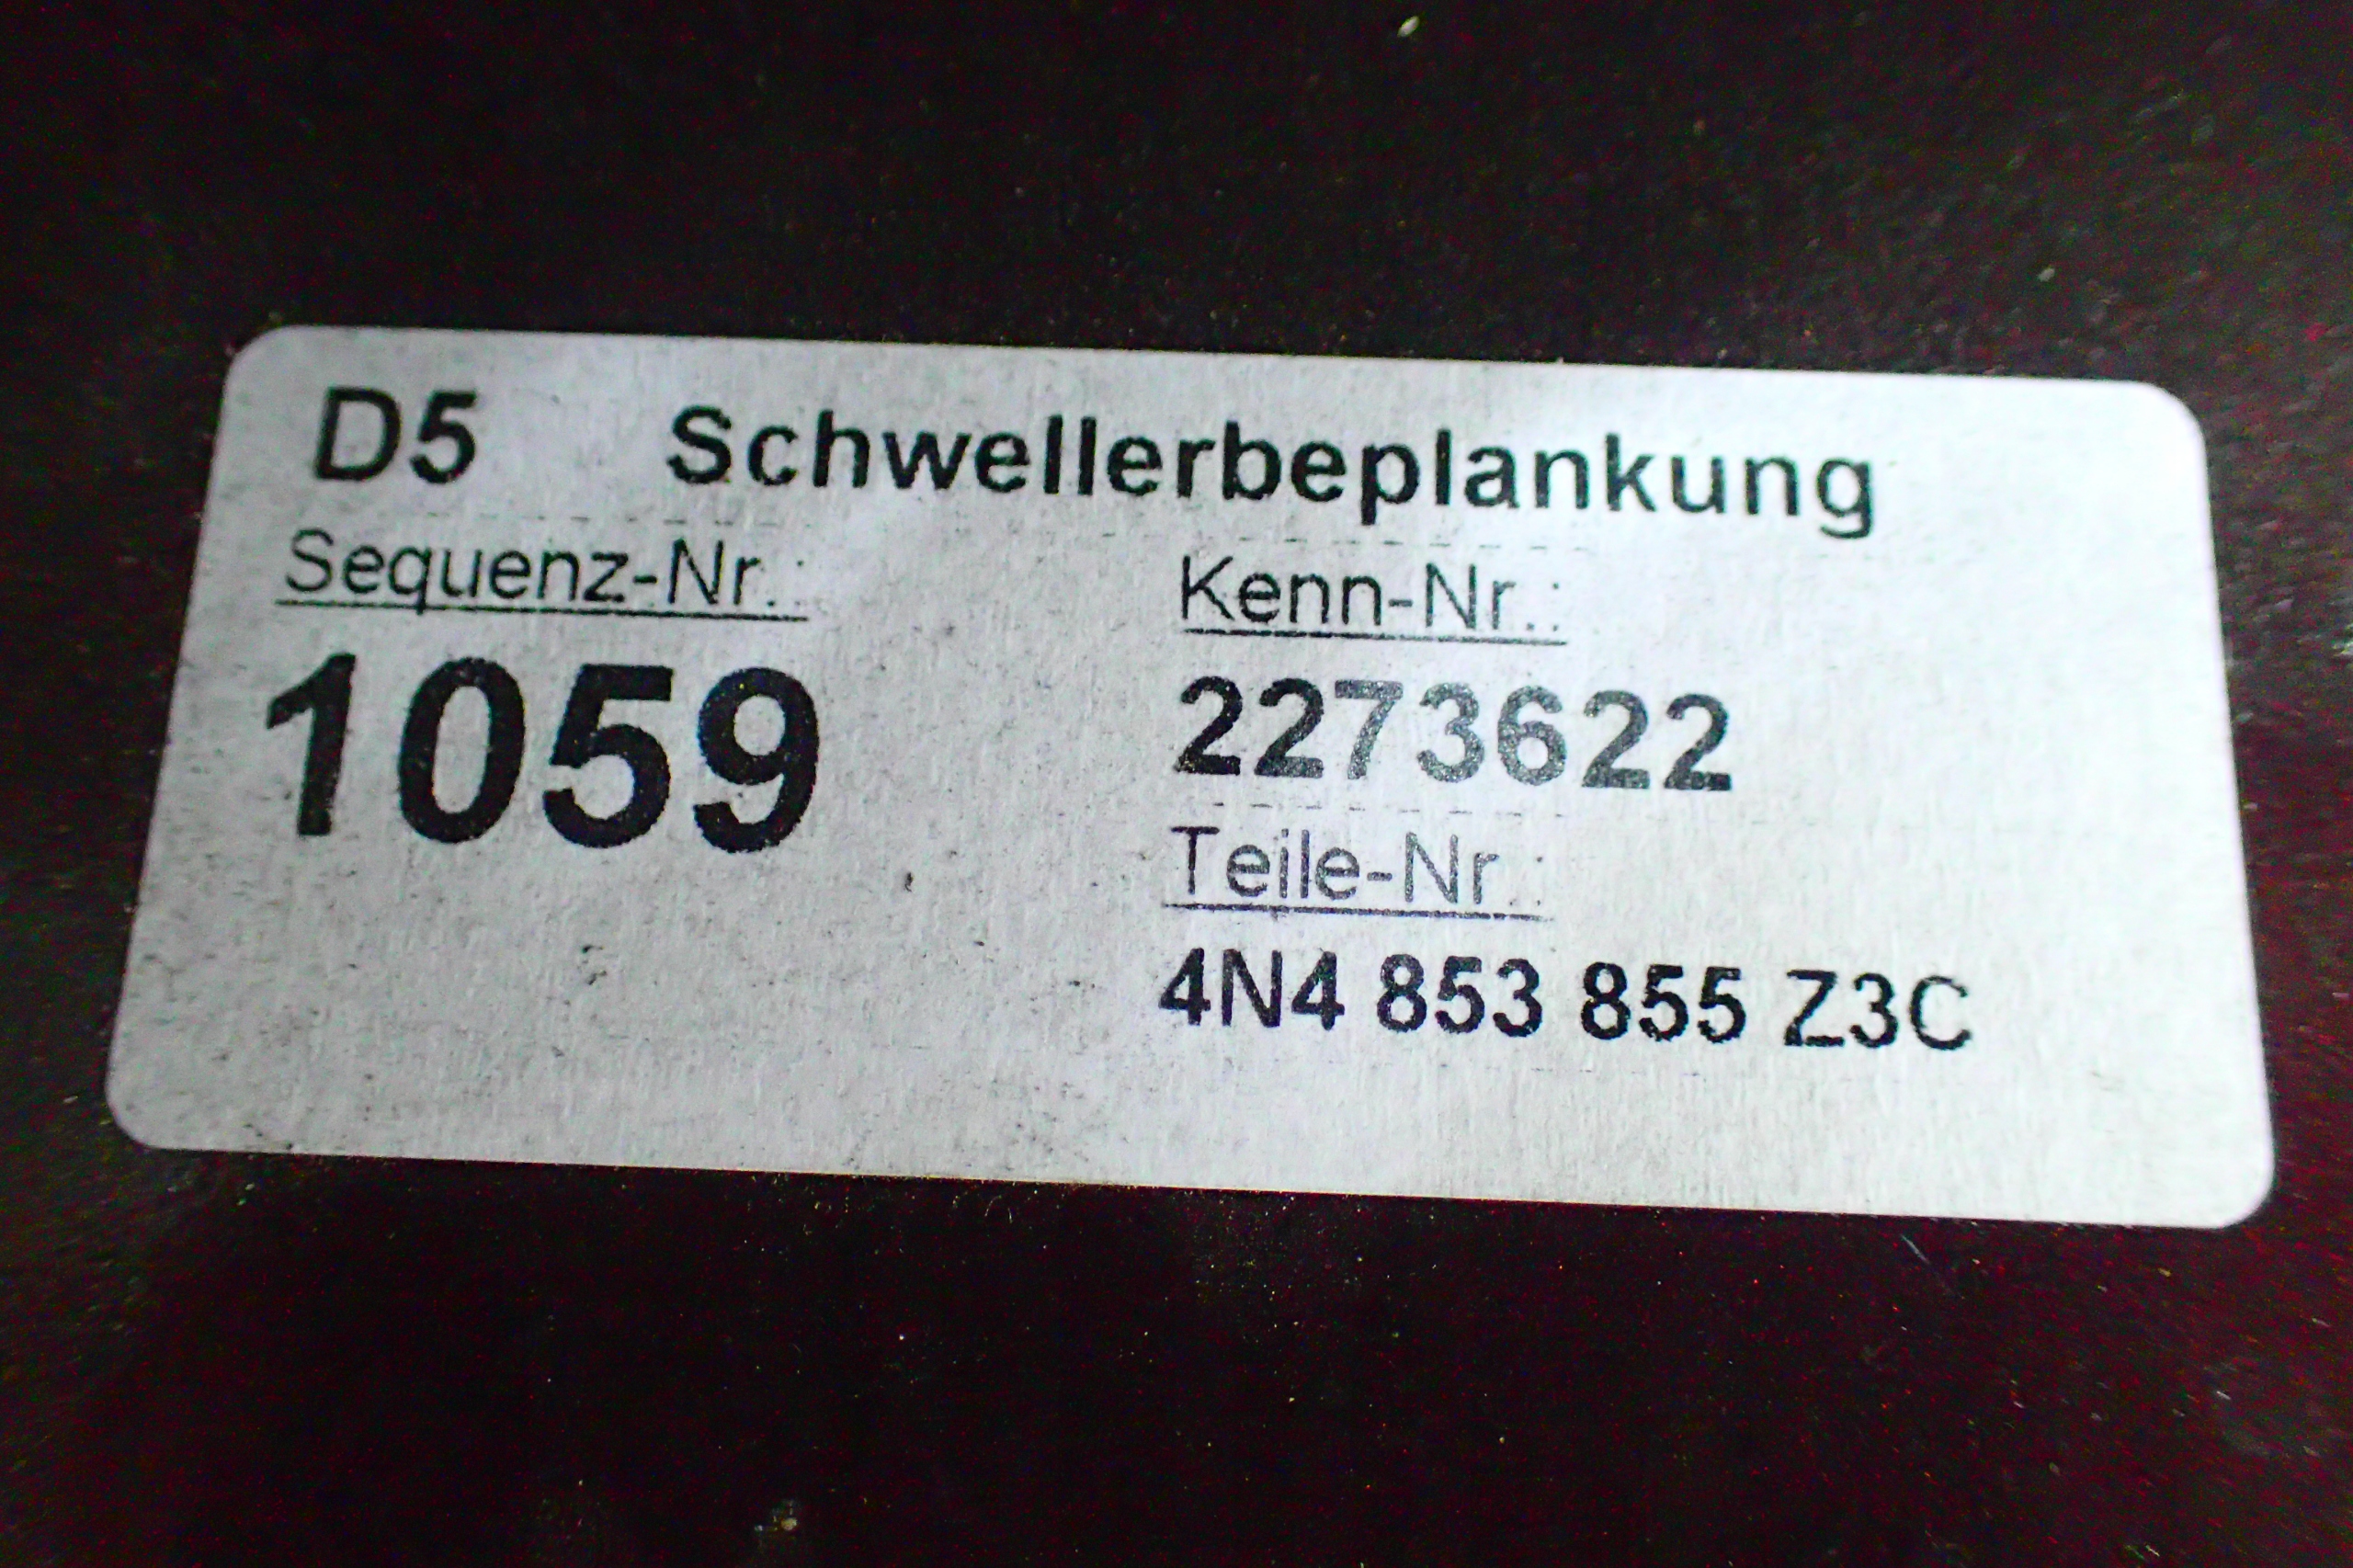 D5 Schwellerbeplankung
Sequenz-Nr.: Kenn-Nr.:
1059 2273622
Teile-Nr.:
4N4 853 855 Z3C